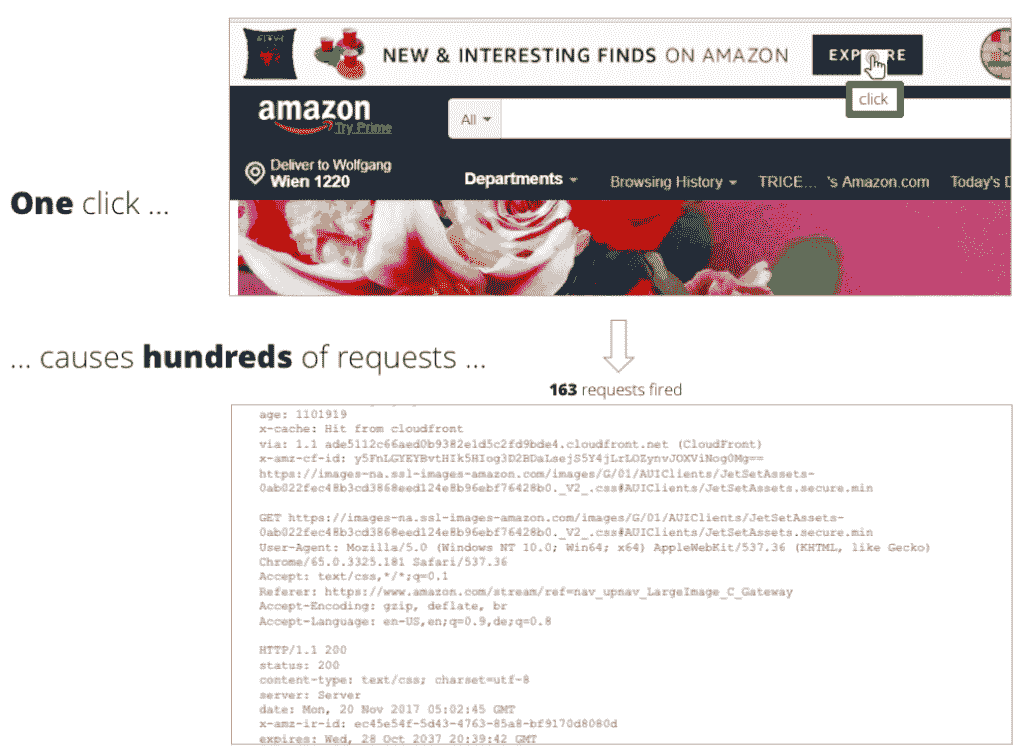 NEW & INTERESTING FINDS ON AMAZON
click
amazon
Try Prime
All
Deliver to Wolfgang
Wien 1220
Departments
Browsing History
TRICE... 's Amazon.com
Today's D
One click ...
... causes hundreds of requests ...
163 requests fired
age: 1101919
x-cache: Hit from cloudfront
via: 1.1 ade5112c66aed0b9382e1d5c2fd9bde4.cloudfront.net (CloudFront)
x-amz-cf-id: y5FnLGYEYBvtHIk5HIog3D2BDaLsejS5Y4jLrLOZynvJOXViNog0Mg==
https://images-na.ssl-images-amazon.com/images/G/01/AUIClients/JetSetAssets-
0ab022fec48b3cd3868eed124e8b96ebf76428b0._V2_.css#AUIClients/JetSetAssets.secure.min
GET https://images-na.ssl-images-amazon.com/images/G/01/AUIClients/JetSetAssets-
0ab022fec48b3cd3868eed124e8b96ebf76428b0._V2_.css#AUIClients/JetSetAssets.secure.min
User-Agent: Mozilla/5.0 (Windows NT 10.0; Win64; x64) AppleWebKit/537.36 (KHTML, like Gecko)
Chrome/65.0.3325.181 Safari/537.36
Accept: text/css,*/*;q=0.1
Referer: https://www.amazon.com/stream/ref=nav_upnav_LargeImage_C_Gateway
Accept-Encoding: gzip, deflate, br
Accept-Language: en-US,en;q=0.9,de;q=0.8
HTTP/1.1 200
status: 200
content-type: text/css; charset=utf-8
server: Server
date: Mon, 20 Nov 2017 05:02:45 GMT
x-amz-ir-id: ec45e54f-5d43-4763-85a8-bf9170d8080d
expires: Wed, 28 Oct 2037 20:39:42 GMT